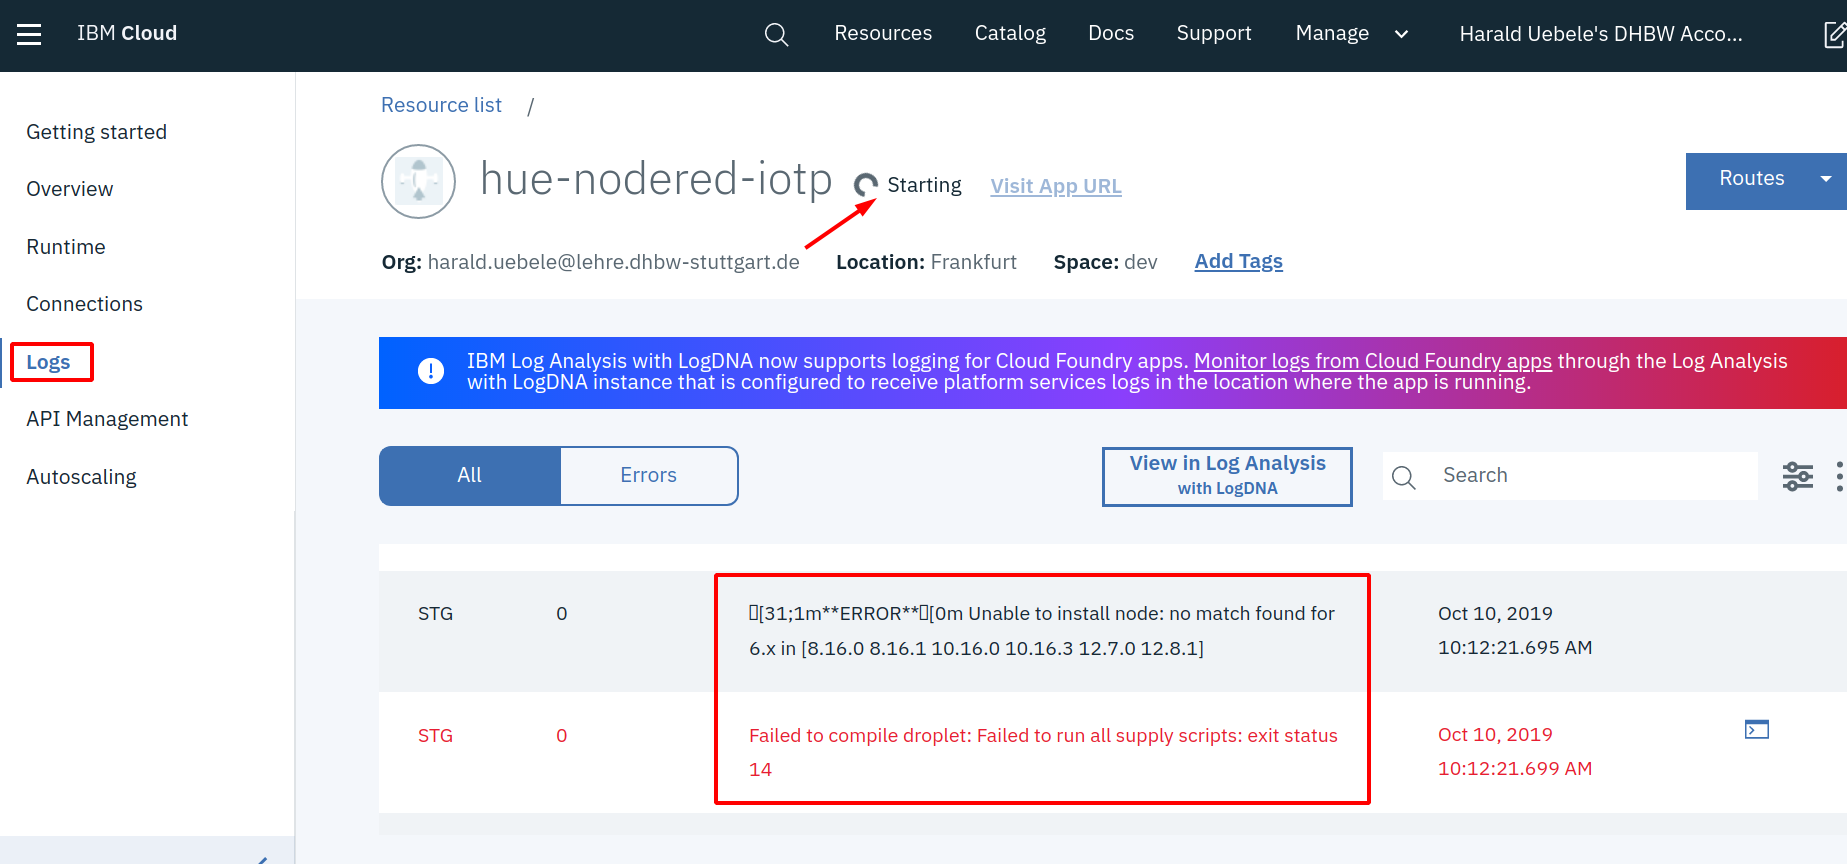 IBM Cloud
Resources
Catalog
Docs
Support
Manage
Harald Uebele's DHBW Acco...
Getting started
Overview
Runtime
Connections
Logs
API Management
Autoscaling
Resource list /
hue-nodered-iotp
Starting
Visit App URL
Routes
Org: harald.uebele@lehre.dhbw-stuttgart.de
Location: Frankfurt
Space: dev
Add Tags
IBM Log Analysis with LogDNA now supports logging for Cloud Foundry apps. Monitor logs from Cloud Foundry apps through the Log Analysis
with LogDNA instance that is configured to receive platform services logs in the location where the app is running.
All
Errors
View in Log Analysis
with LogDNA
Search
STG
0
▯[31;1m**ERROR**▯[0m Unable to install node: no match found for
6.x in [8.16.0 8.16.1 10.16.0 10.16.3 12.7.0 12.8.1]
Oct 10, 2019
10:12:21.695 AM
STG
0
Failed to compile droplet: Failed to run all supply scripts: exit status
14
Oct 10, 2019
10:12:21.699 AM